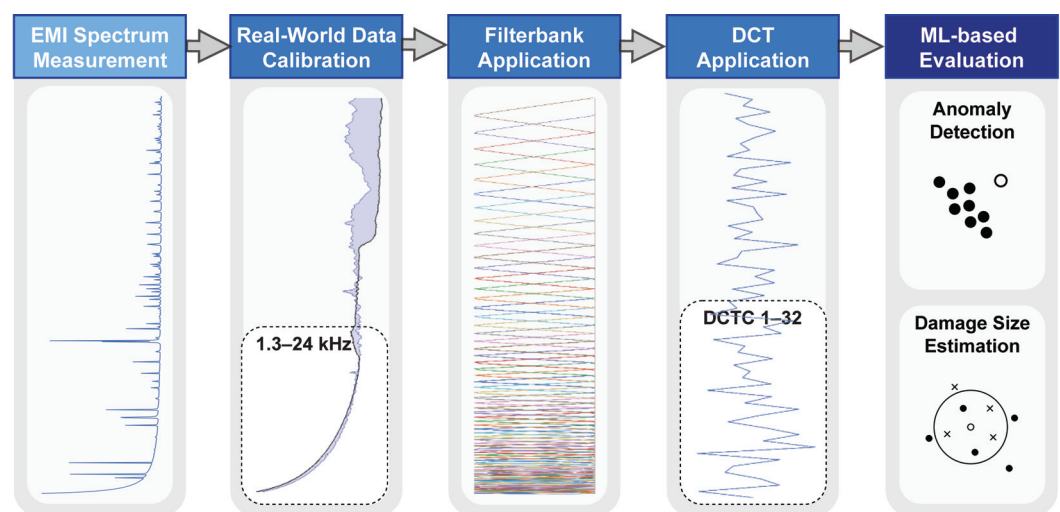 EMI Spectrum
Measurement
Real-World Data
Calibration
Filterbank
Application
DCT
Application
ML-based
Evaluation
1.3–24 kHz
DCTC 1–32
Anomaly
Detection
Damage Size
Estimation